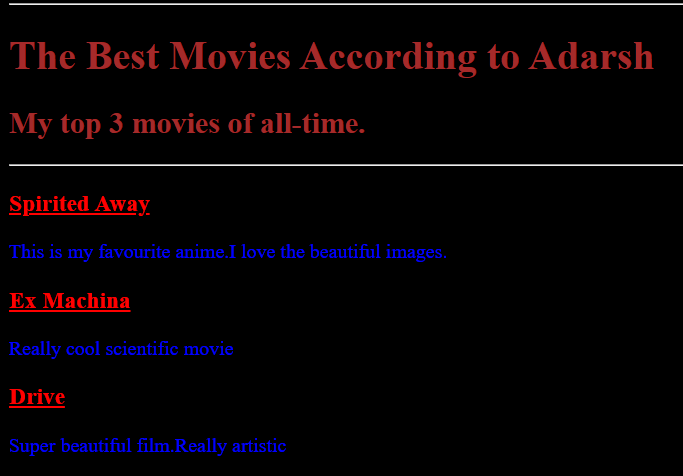 The Best Movies According to Adarsh
My top 3 movies of all-time.
Spirited Away
This is my favourite anime.I love the beautiful images.
Ex Machina
Really cool scientific movie
Drive
Super beautiful film.Really artistic